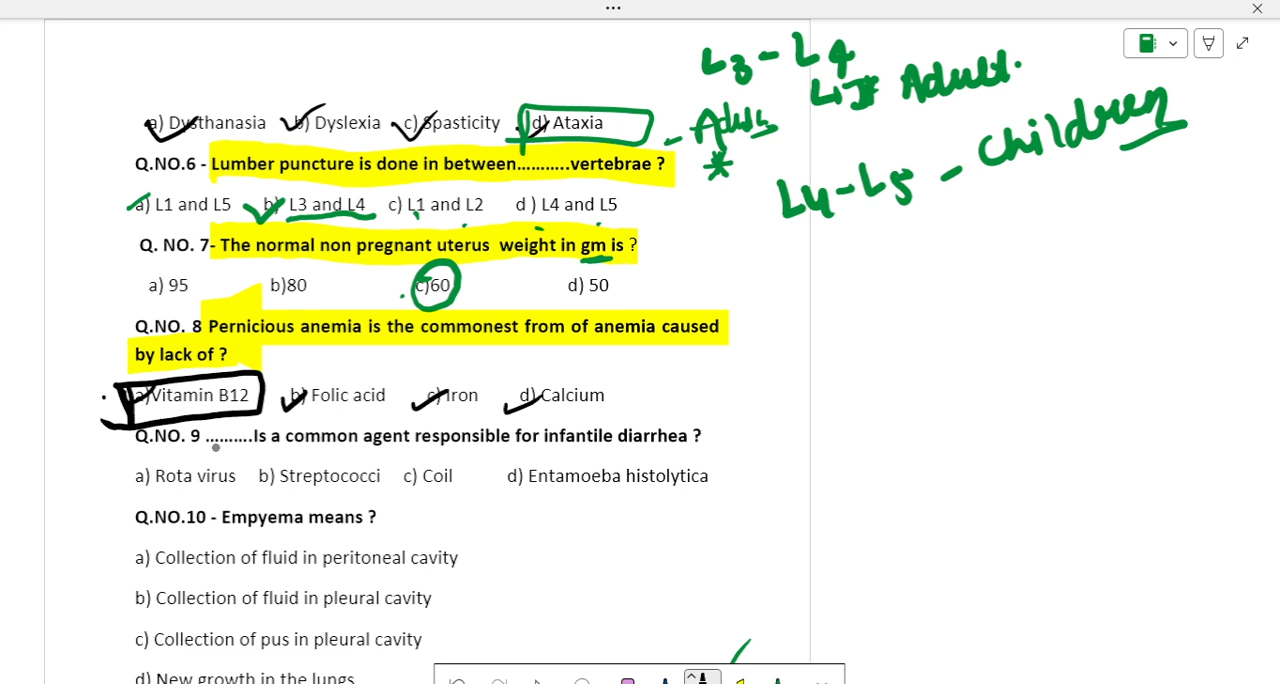 L3 - L4
L1 Adult.
a) Dysthanasia b) Dyslexia c) Spasticity d) Ataxia
- Adults
*
Children
Q.NO.6 - Lumber puncture is done in between...........vertebrae ?
L4-L5 -
a) L1 and L5 b) L3 and L4 c) L1 and L2 d ) L4 and L5
Q. NO. 7- The normal non pregnant uterus weight in gm is ?
a) 95 b)80 c)60 d) 50
Q.NO. 8 Pernicious anemia is the commonest from of anemia caused
by lack of ?
a)Vitamin B12 b) Folic acid c) Iron d) Calcium
Q.NO. 9 ..........Is a common agent responsible for infantile diarrhea ?
a) Rota virus b) Streptococci c) Coil d) Entamoeba histolytica
Q.NO.10 - Empyema means ?
a) Collection of fluid in peritoneal cavity
b) Collection of fluid in pleural cavity
c) Collection of pus in pleural cavity
d) New growth in the lungs